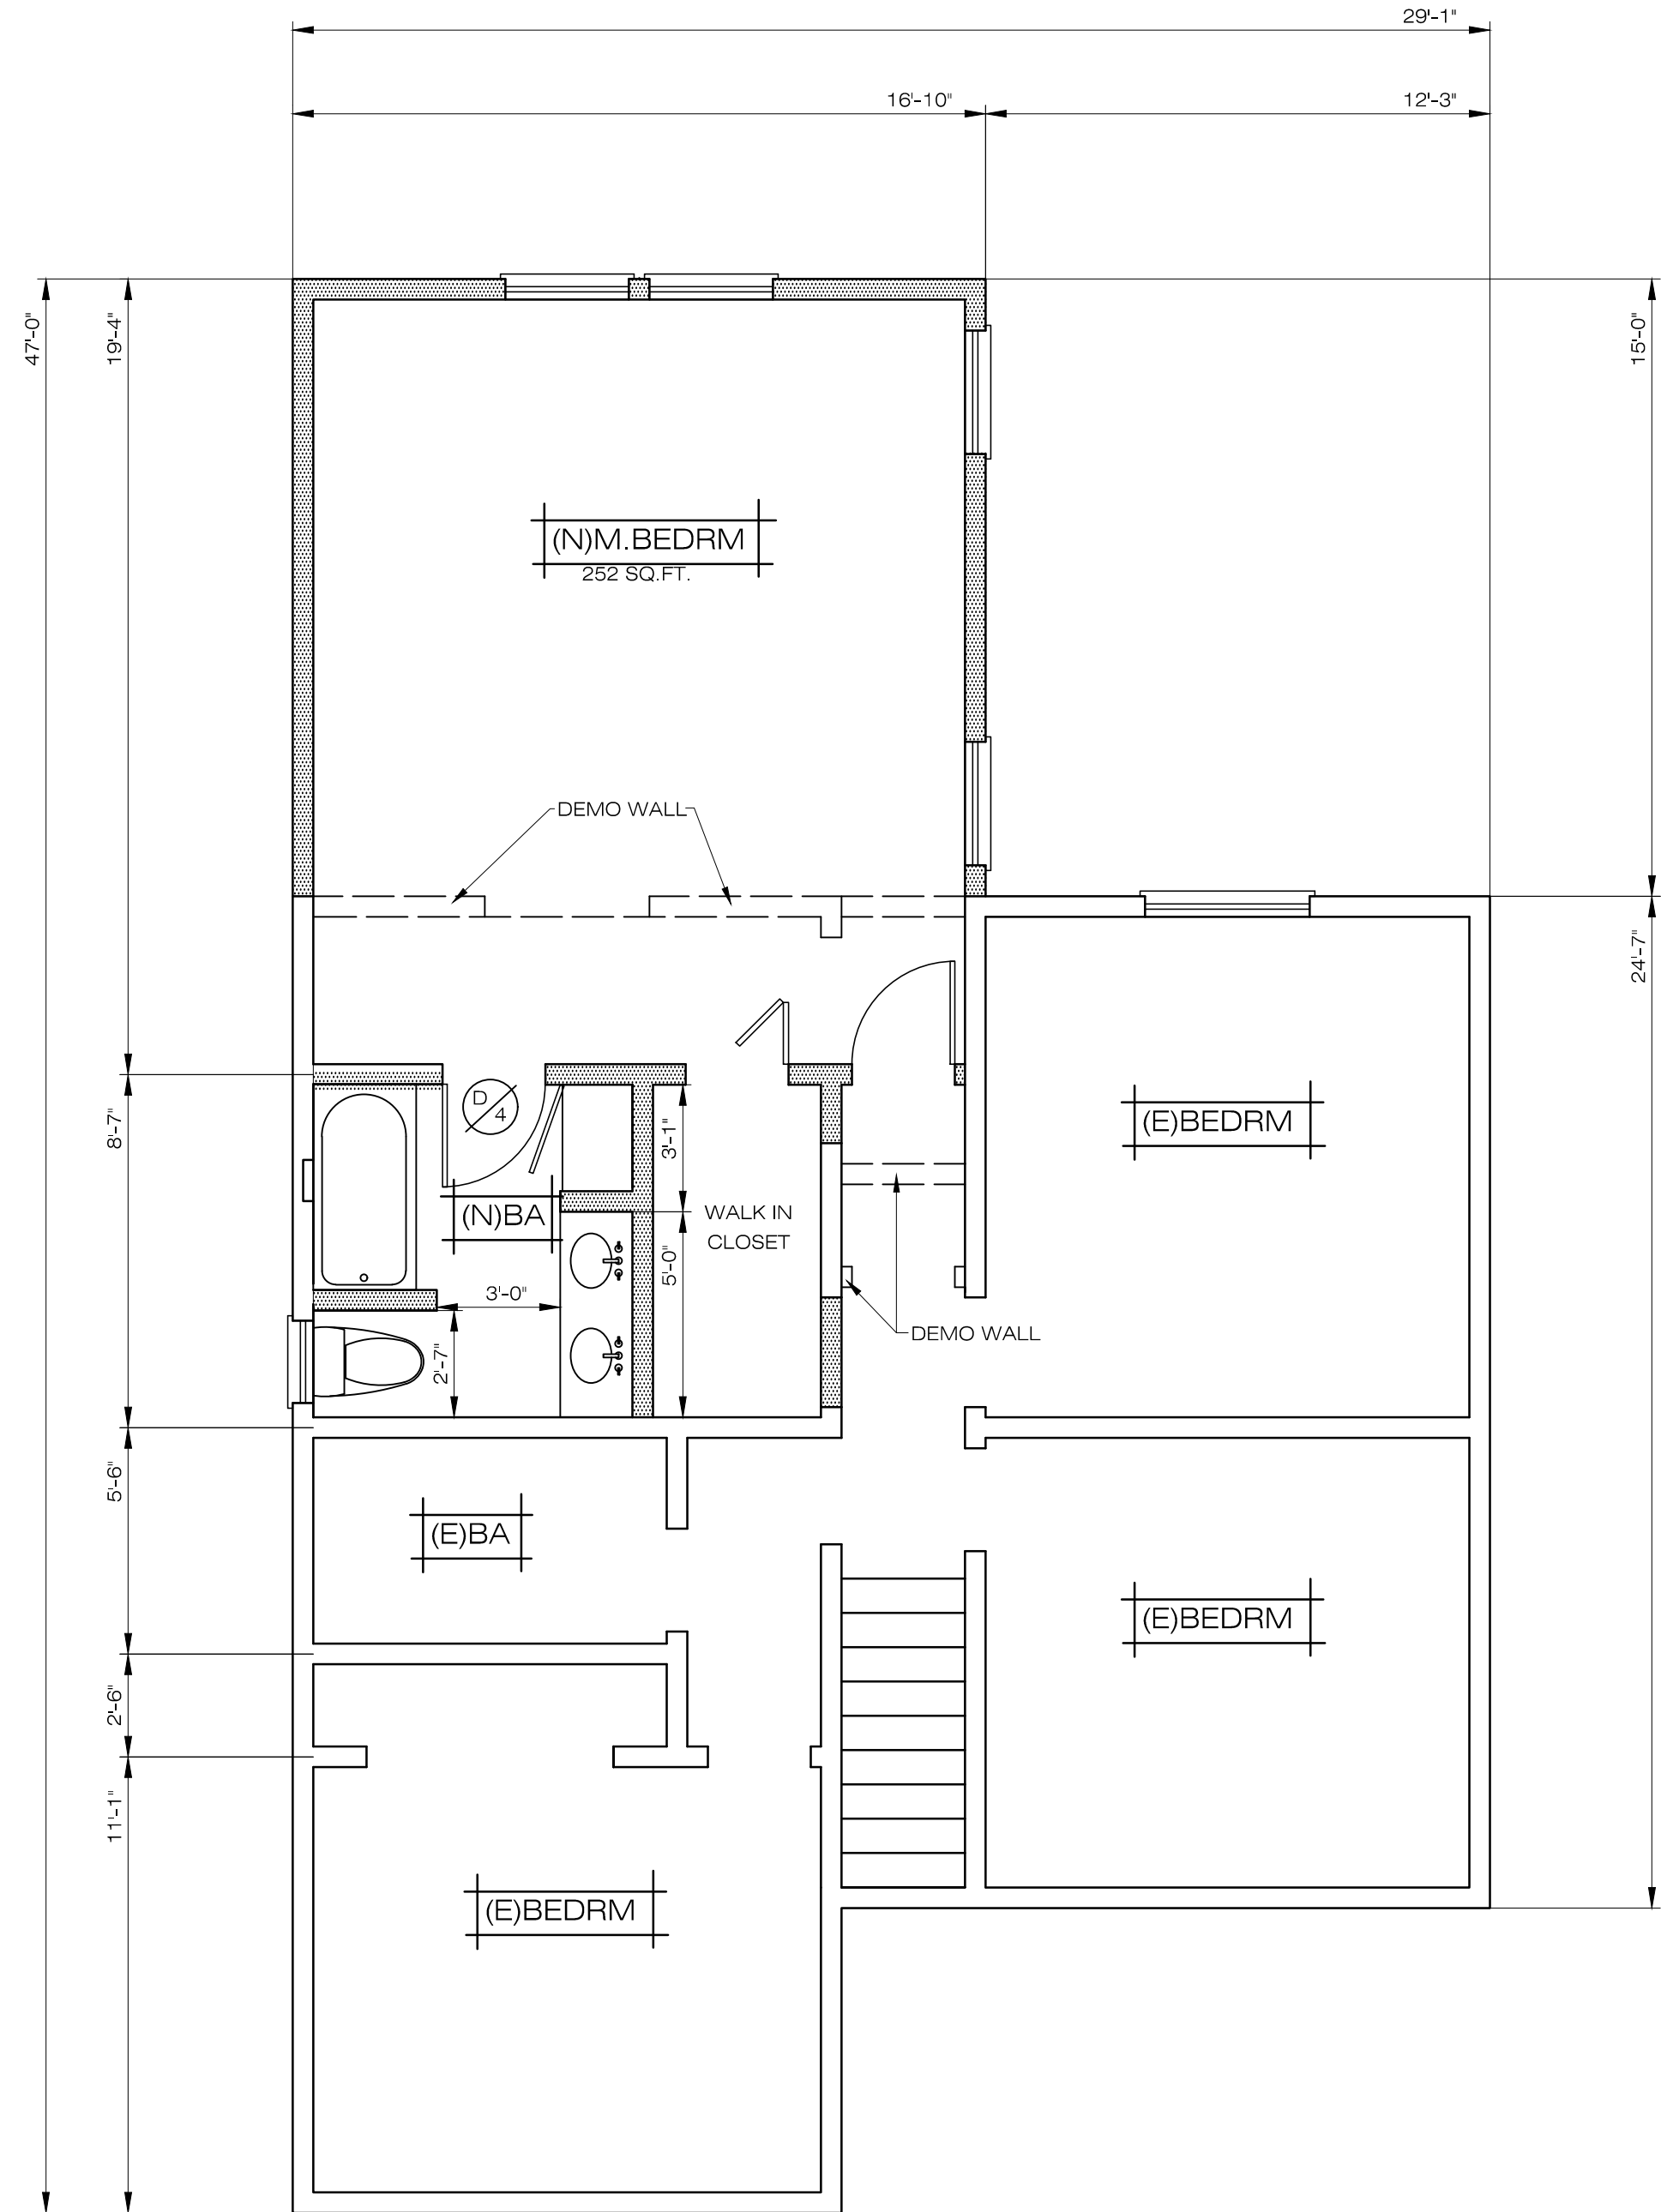 29'-1"
16'-10"
12'-3"
47'-0"
19'-4"
15'-0"
(N)M.BEDRM
252 SQ.FT.
DEMO WALL
24'-7"
8'-7"
D
4
3'-1"
(E)BEDRM
(N)BA
WALK IN
CLOSET
5'-0"
3'-0"
2'-7"
DEMO WALL
5'-6"
(E)BA
(E)BEDRM
2'-6"
11'-1"
(E)BEDRM